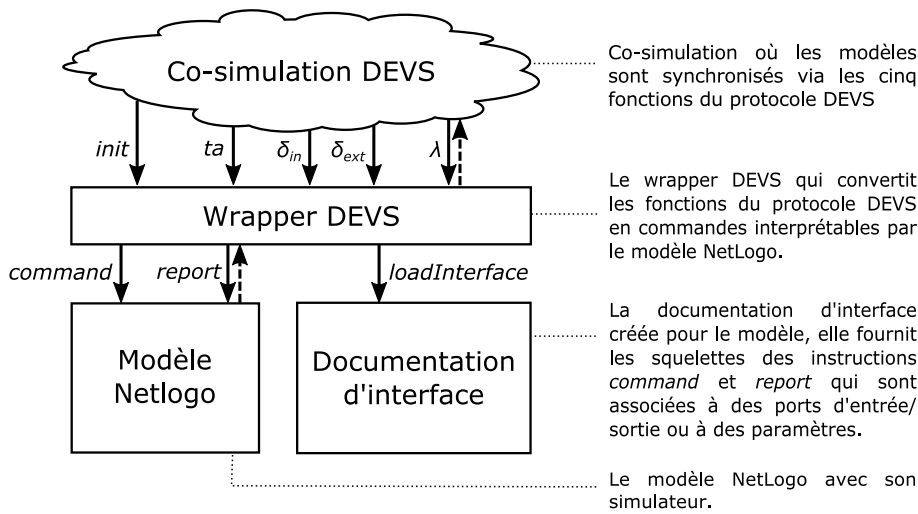 Co-simulation DEVS
Co-simulation où les modèles
sont synchronisés via les cinq
fonctions du protocole DEVS
init
ta
δin
δext
λ
Wrapper DEVS
Le wrapper DEVS qui convertit
les fonctions du protocole DEVS
en commandes interprétables par
le modèle NetLogo.
command
report
loadInterface
Modèle
Netlogo
Documentation
d'interface
La documentation d'interface
créée pour le modèle, elle fournit
les squelettes des instructions
command et report qui sont
associées à des ports d'entrée/
sortie ou à des paramètres.
Le modèle NetLogo avec son
simulateur.